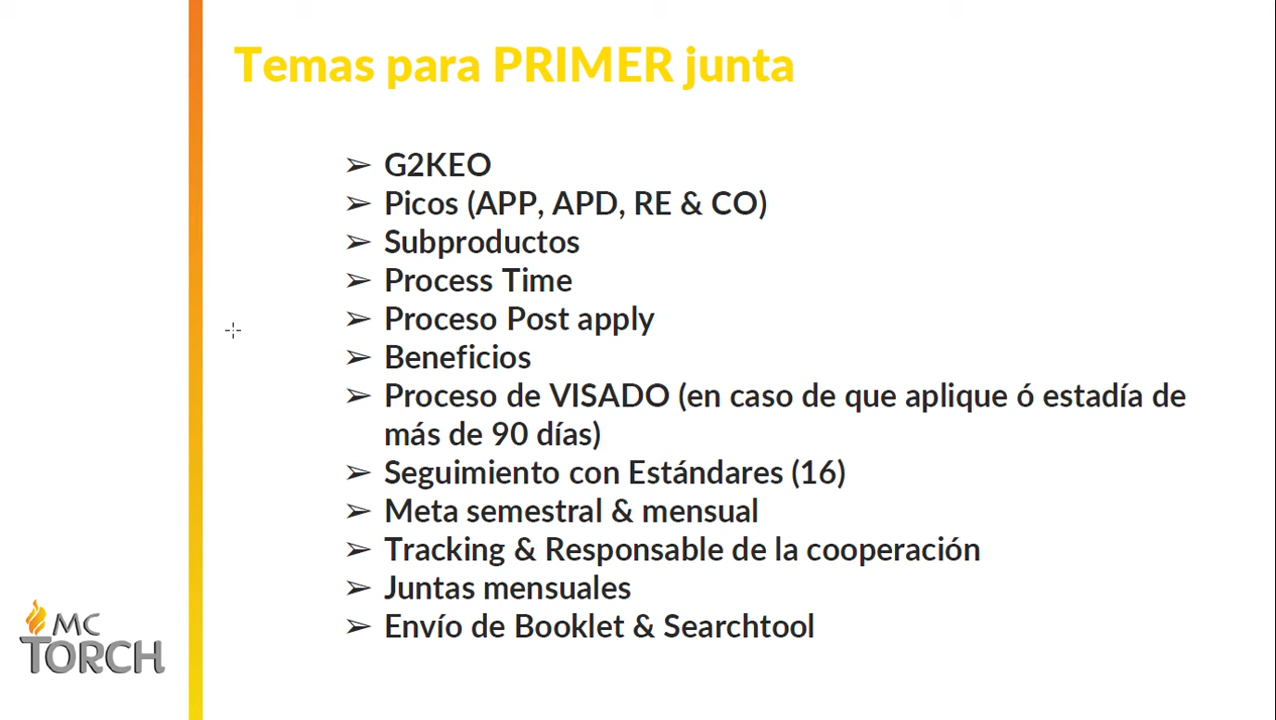 Temas para PRIMER junta
➢ G2KEO
➢ Picos (APP, APD, RE & CO)
➢ Subproductos
➢ Process Time
➢ Proceso Post apply
➢ Beneficios
➢ Proceso de VISADO (en caso de que aplique ó estadía de
más de 90 días)
➢ Seguimiento con Estándares (16)
➢ Meta semestral & mensual
➢ Tracking & Responsable de la cooperación
➢ Juntas mensuales
➢ Envío de Booklet & Searchtool
MC
TORCH